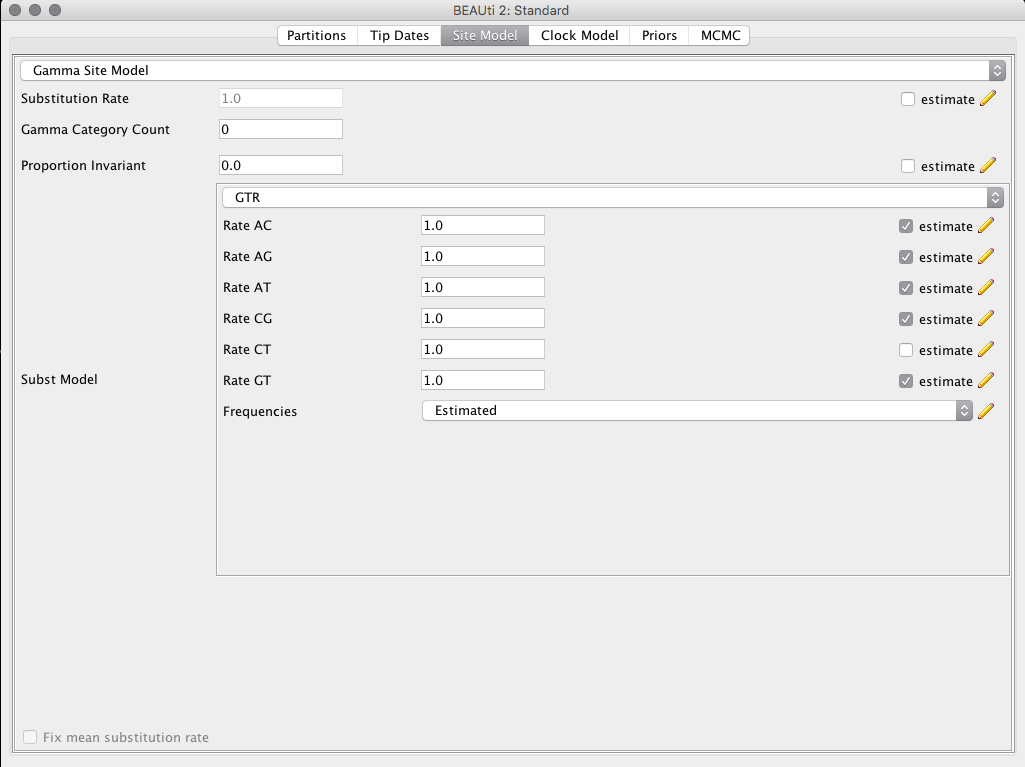 BEAUti 2: Standard
Partitions Tip Dates Site Model Clock Model Priors MCMC
Gamma Site Model
Substitution Rate 1.0 estimate
Gamma Category Count 0
Proportion Invariant 0.0 estimate
GTR
Rate AC 1.0 estimate
Rate AG 1.0 estimate
Rate AT 1.0 estimate
Rate CG 1.0 estimate
Rate CT 1.0 estimate
Subst Model Rate GT 1.0 estimate
Frequencies Estimated
Fix mean substitution rate